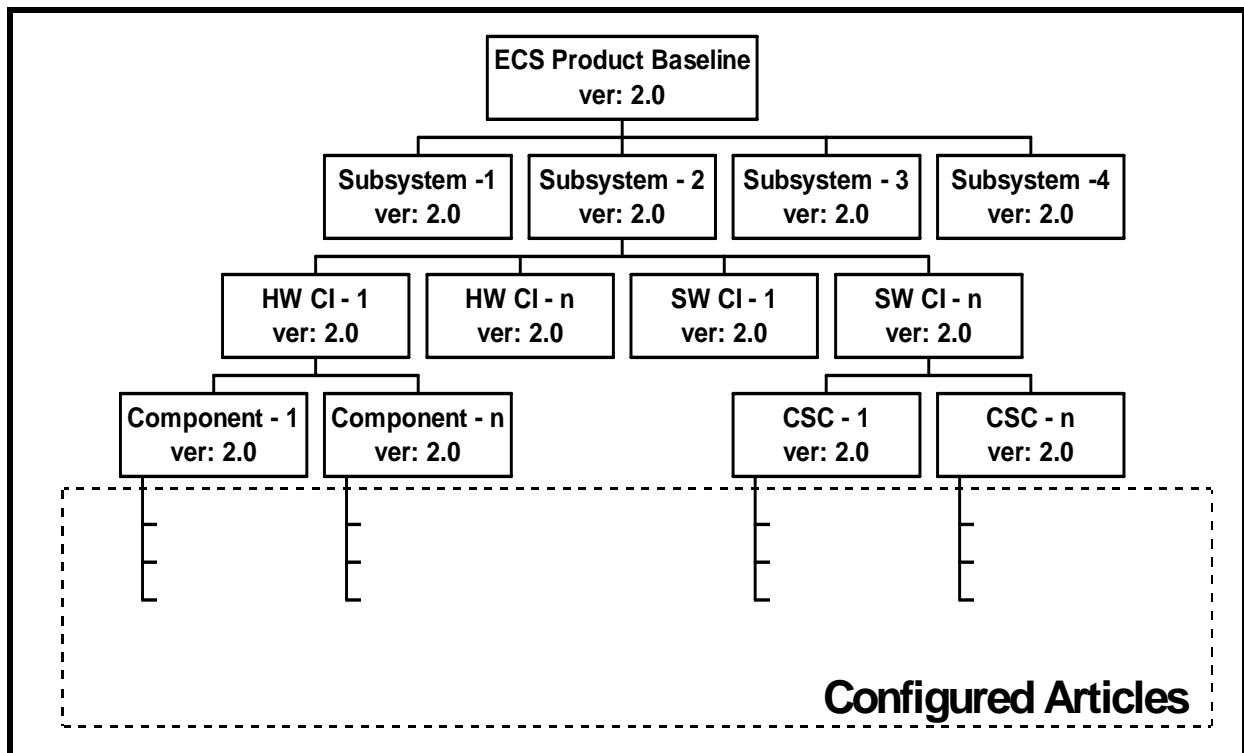 ECS Product Baseline
ver: 2.0
Subsystem -1
ver: 2.0
Subsystem - 2
ver: 2.0
Subsystem - 3
ver: 2.0
Subsystem -4
ver: 2.0
HW CI - 1
ver: 2.0
HW CI - n
ver: 2.0
SW CI - 1
ver: 2.0
SW CI - n
ver: 2.0
Component - 1
ver: 2.0
Component - n
ver: 2.0
CSC - 1
ver: 2.0
CSC - n
ver: 2.0
Configured Articles